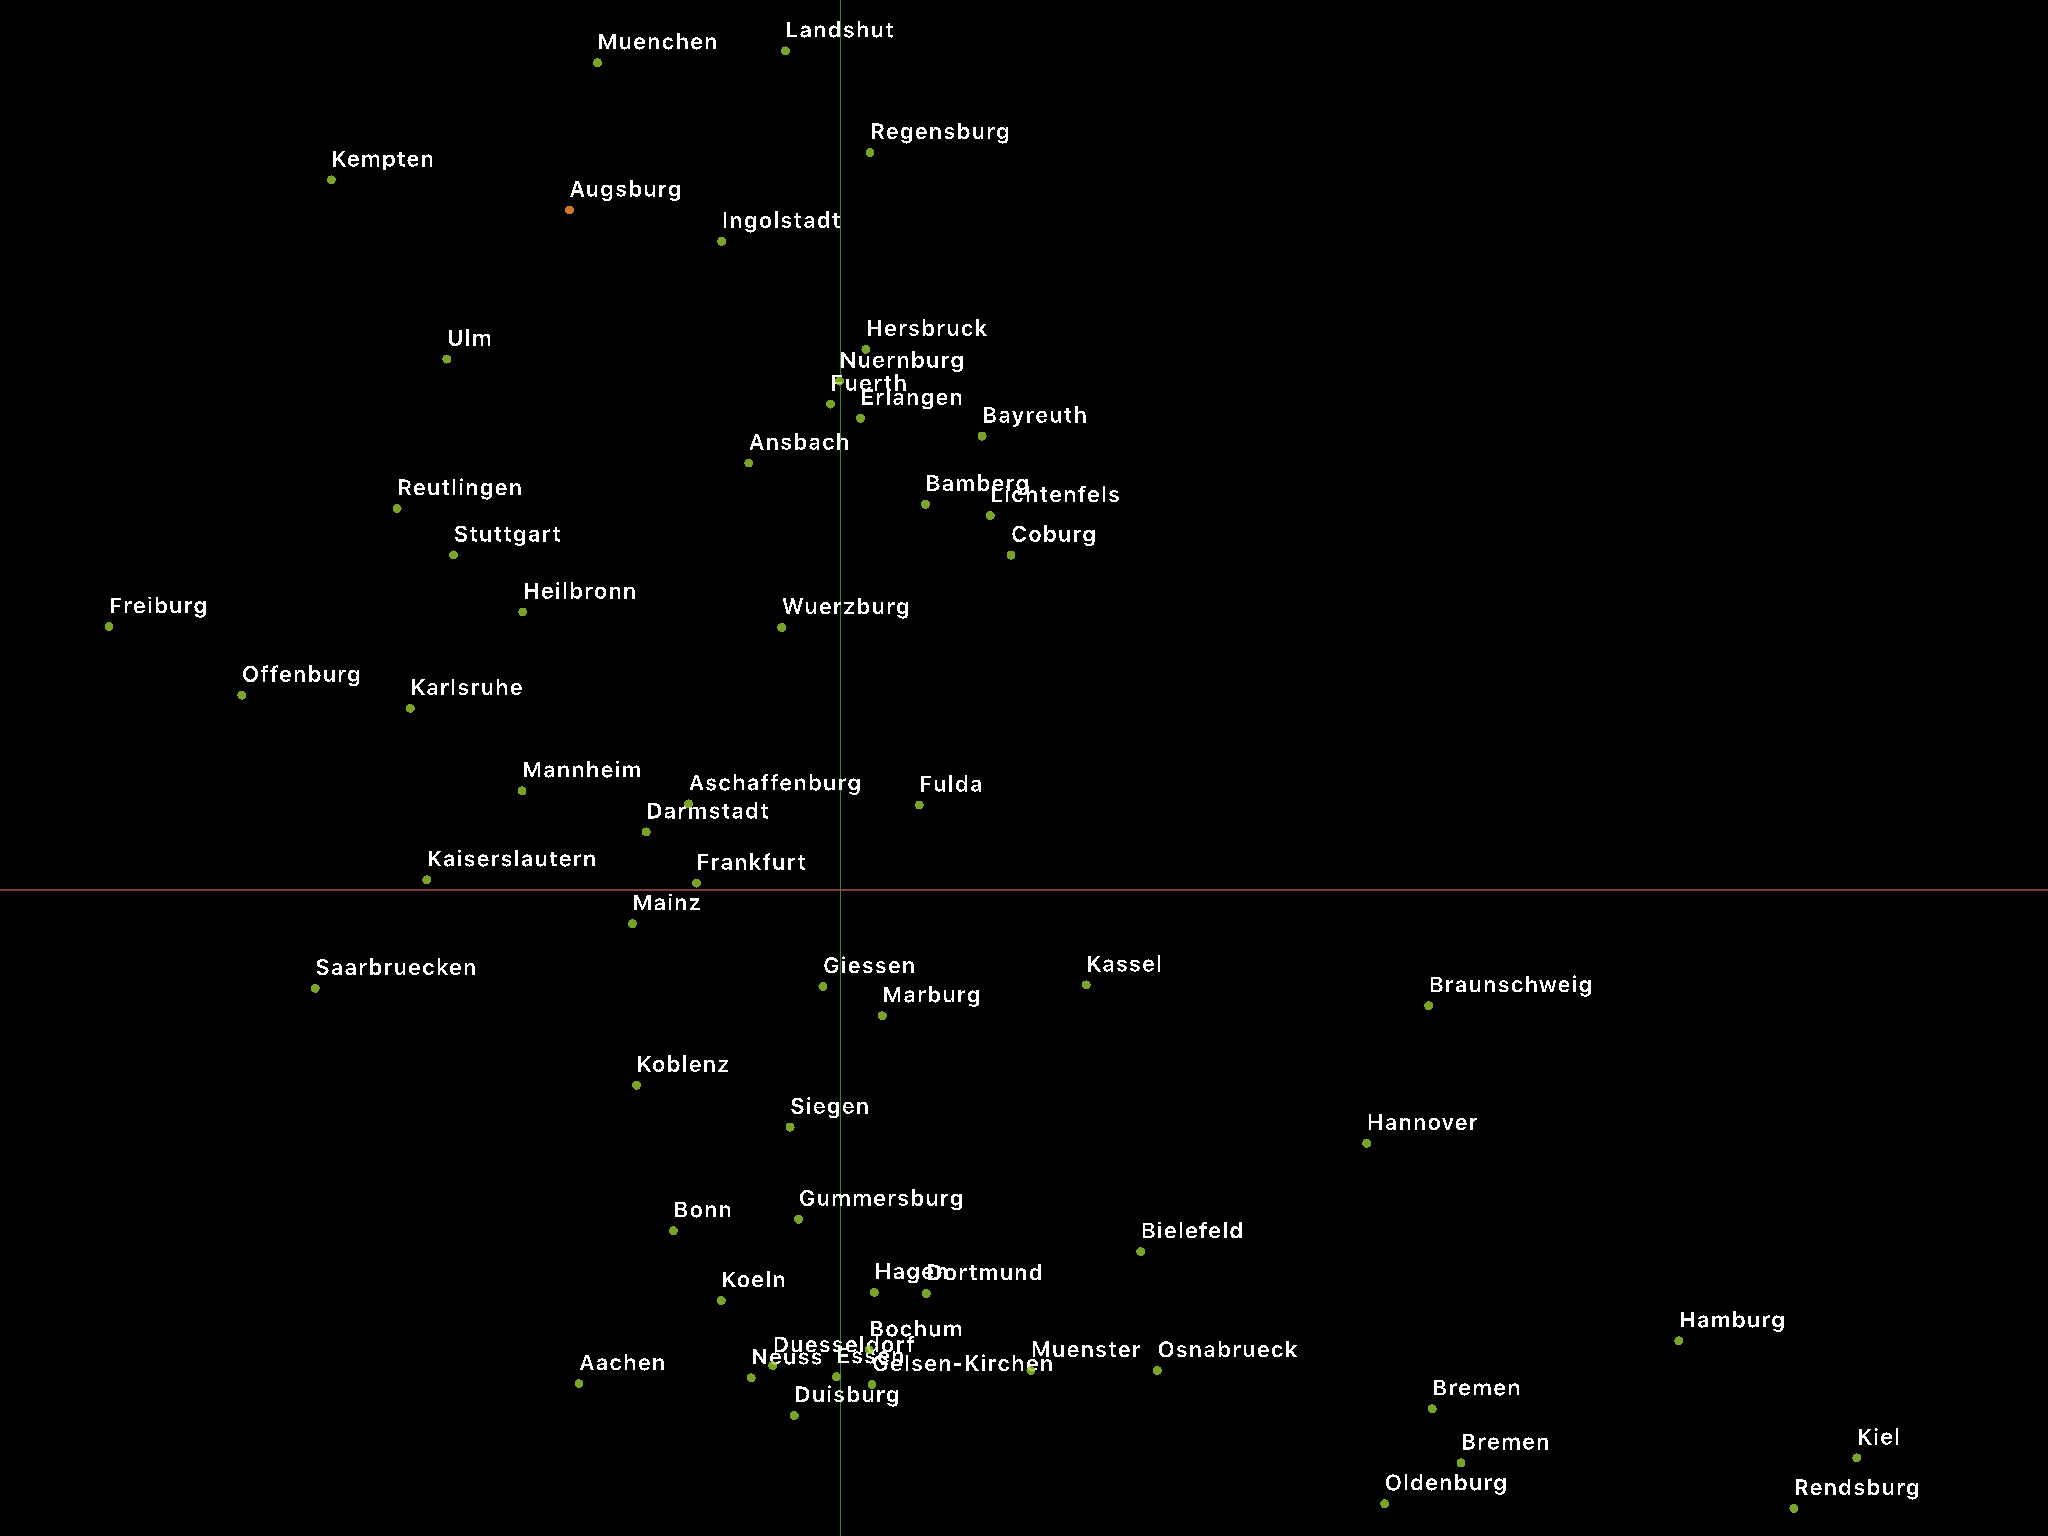 Landshut
Muenchen
Regensburg
Kempten
Augsburg
Ingolstadt
Hersbruck
Ulm
Nuernburg
Fuerth
Erlangen
Bayreuth
Ansbach
Bamberg
Reutlingen
Lichtenfels
Stuttgart
Coburg
Heilbronn
Freiburg
Wuerzburg
Offenburg
Karlsruhe
Mannheim
Aschaffenburg
Fulda
Darmstadt
Kaiserslautern
Frankfurt
Mainz
Saarbruecken
Giessen
Kassel
Braunschweig
Marburg
Koblenz
Siegen
Hannover
Gummersburg
Bonn
Bielefeld
Hagen
Dortmund
Koeln
Hamburg
Bochum
Duesseldorf
Muenster
Osnabrueck
Neuss
Essen
Aachen
Gelsen-Kirchen
Bremen
Duisburg
Kiel
Bremen
Oldenburg
Rendsburg